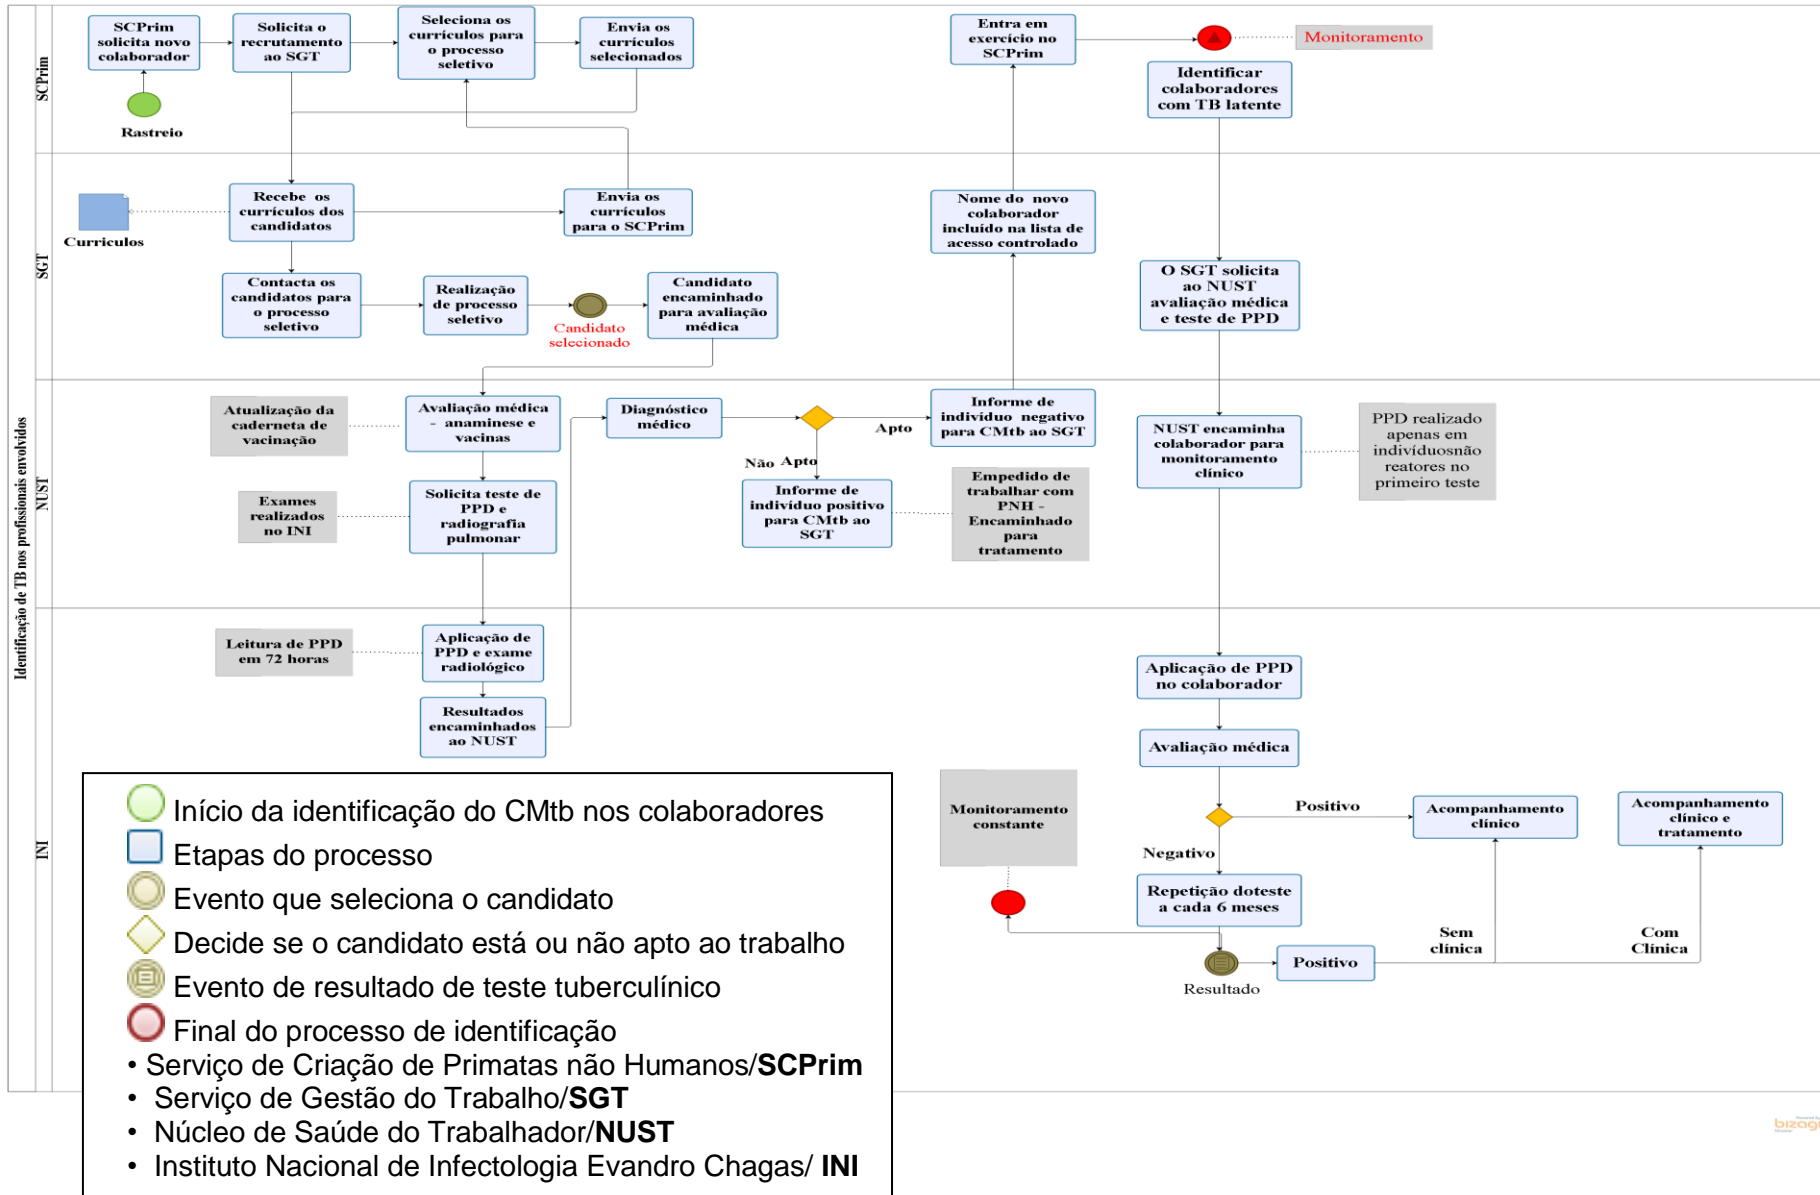 Identificação de TB nos profissionais envolvidos
SCPrim
SCPrim
solicita novo
colaborador
Solicita o
recrutamento
ao SGT
Seleciona os
currículos para
o processo
seletivo
Envia os
currículos
selecionados
Rastreio
Entra em
exercício no
SCPrim
Monitoramento
Identificar
colaboradores
com TB latente
SGT
Curriculos
Recebe os
currículos dos
candidatos
Envia os
currículos
para o SCPrim
Contacta os
candidatos para
o processo
seletivo
Realização
de processo
seletivo
Candidato
selecionado
Candidato
encaminhado
para avaliação
médica
Nome do novo
colaborador
incluído na lista de
acesso controlado
O SGT solicita
ao NUST
avaliação médica
e teste de PPD
NUST
Atualização da
caderneta de
vacinação
Avaliação médica
- anaminese e
vacinas
Exames
realizados
no INI
Solicita teste de
PPD e
radiografia
pulmonar
Diagnóstico
médico
Apto
Não Apto
Informe de
indivíduo negativo
para CMtb ao SGT
Informe de
indivíduo positivo
para CMtb ao
SGT
Empedido de
trabalhar com
PNH -
Encaminhado
para
tratamento
NUST encaminha
colaborador para
monitoramento
clínico
PPD realizado
apenas em
indivíduosnão
reatores no
primeiro teste
INI
Leitura de PPD
em 72 horas
Aplicação de
PPD e exame
radiológico
Resultados
encaminhados
ao NUST
Aplicação de PPD
no colaborador
Avaliação médica
Positivo
Negativo
Acompanhamento
clínico
Acompanhamento
clínico e
tratamento
Monitoramento
constante
Repetição doteste
a cada 6 meses
Resultado
Positivo
Sem
clínica
Com
Clínica
Início da identificação do CMtb nos colaboradores
Etapas do processo
Evento que seleciona o candidato
Decide se o candidato está ou não apto ao trabalho
Evento de resultado de teste tuberculínico
Final do processo de identificação
• Serviço de Criação de Primatas não Humanos/SCPrim
• Serviço de Gestão do Trabalho/SGT
• Núcleo de Saúde do Trabalhador/NUST
• Instituto Nacional de Infectologia Evandro Chagas/ INI
bizagi